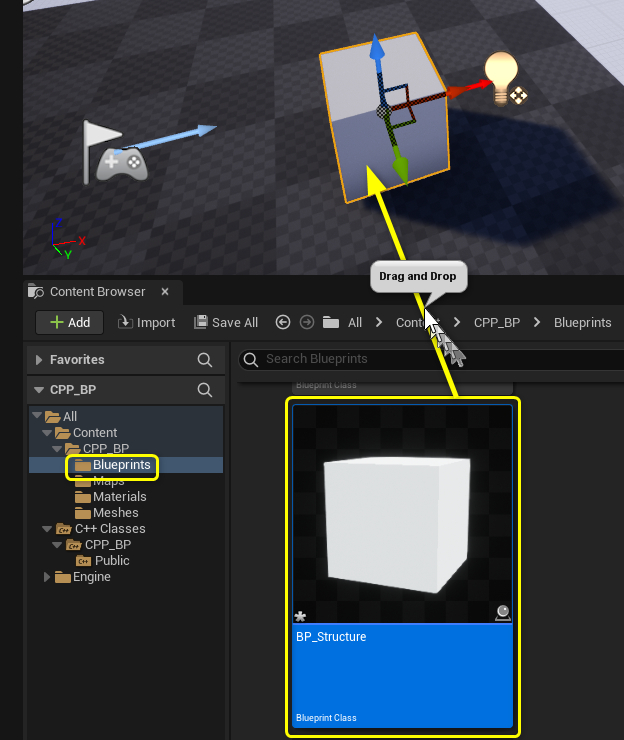 Z
X
Y
Drag and Drop
Content Browser ×
+ Add Import Save All All > > CPP_BP > Blueprints
Favorites
Search Blueprints
CPP_BP
Blueprint Class
All
Content
CPP_BP
Blueprints
Maps
Materials
Meshes
C++ Classes
CPP_BP
Public
Engine
BP_Structure
Blueprint Class